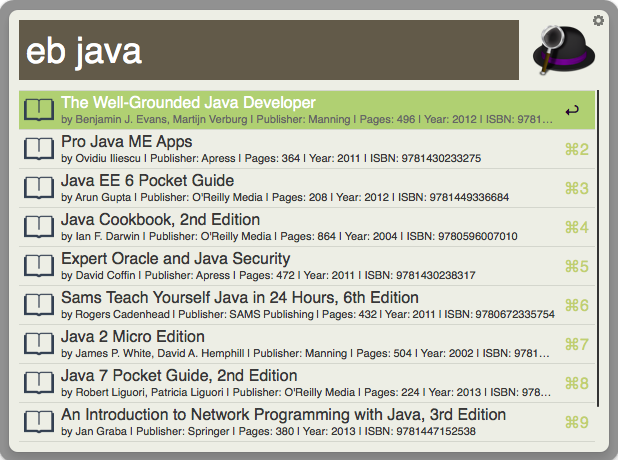 eb java
The Well-Grounded Java Developer
by Benjamin J. Evans, Martijn Verburg | Publisher: Manning | Pages: 496 | Year: 2012 | ISBN: 9781...
Pro Java ME Apps
by Ovidiu Iliescu | Publisher: Apress | Pages: 364 | Year: 2011 | ISBN: 9781430233275
⌘2
Java EE 6 Pocket Guide
by Arun Gupta | Publisher: O'Reilly Media | Pages: 208 | Year: 2012 | ISBN: 9781449336684
⌘3
Java Cookbook, 2nd Edition
by Ian F. Darwin | Publisher: O'Reilly Media | Pages: 864 | Year: 2004 | ISBN: 9780596007010
⌘4
Expert Oracle and Java Security
by David Coffin | Publisher: Apress | Pages: 472 | Year: 2011 | ISBN: 9781430238317
⌘5
Sams Teach Yourself Java in 24 Hours, 6th Edition
by Rogers Cadenhead | Publisher: SAMS Publishing | Pages: 432 | Year: 2011 | ISBN: 9780672335754
⌘6
Java 2 Micro Edition
by James P. White, David A. Hemphill | Publisher: Manning | Pages: 504 | Year: 2002 | ISBN: 9781...
⌘7
Java 7 Pocket Guide, 2nd Edition
by Robert Liguori, Patricia Liguori | Publisher: O'Reilly Media | Pages: 224 | Year: 2013 | ISBN: 978...
⌘8
An Introduction to Network Programming with Java, 3rd Edition
by Jan Graba | Publisher: Springer | Pages: 380 | Year: 2013 | ISBN: 9781447152538
⌘9